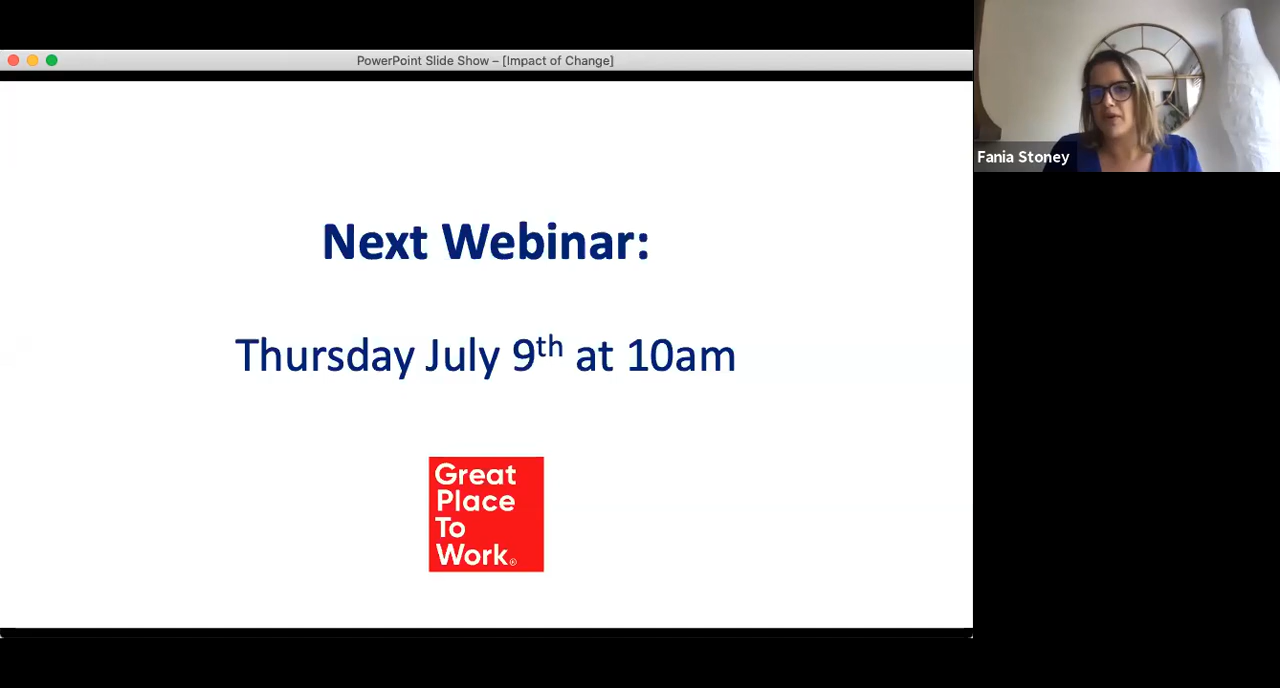 PowerPoint Slide Show – [Impact of Change]
Fania Stoney
Next Webinar:
Thursday July 9th at 10am
Great
Place
To
Work®